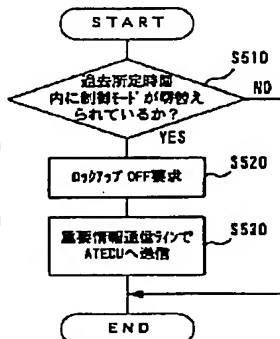 START
S510
過去所定時間
内に制御モードが切替え
られているか?
NO
YES
S520
ロックアップOFF要求
S530
重要情報通信ラインで
ATECUへ送信
END